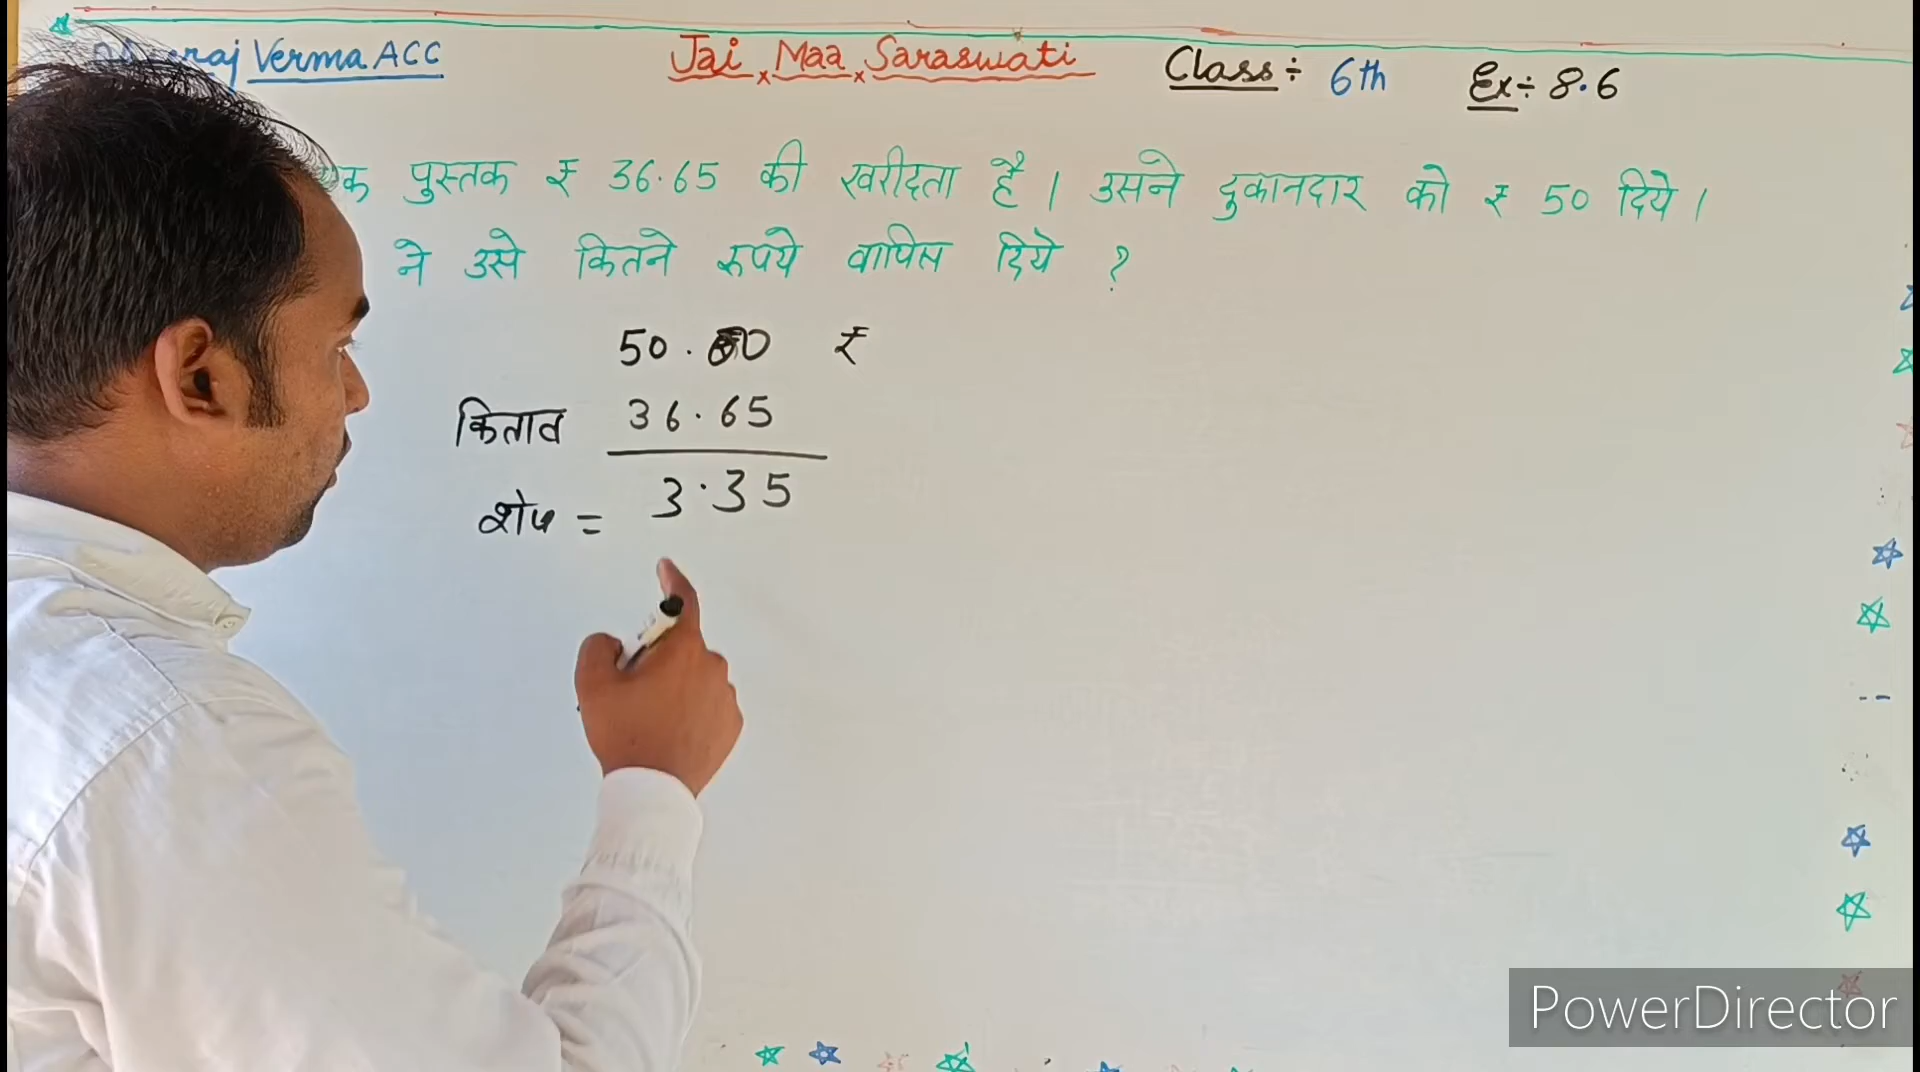 Verma ACC Jai Maa Saraswati Class ÷ 6th Ex ÷ 8.6
पुस्तक ₹ 36.65 की खरीदता है । उसने दुकानदार को ₹ 50 दिये ।
ने उसे कितने रुपये वापिस दिये ?
50.00 ₹
किताब 36.65
शेष = 3.35
PowerDirector